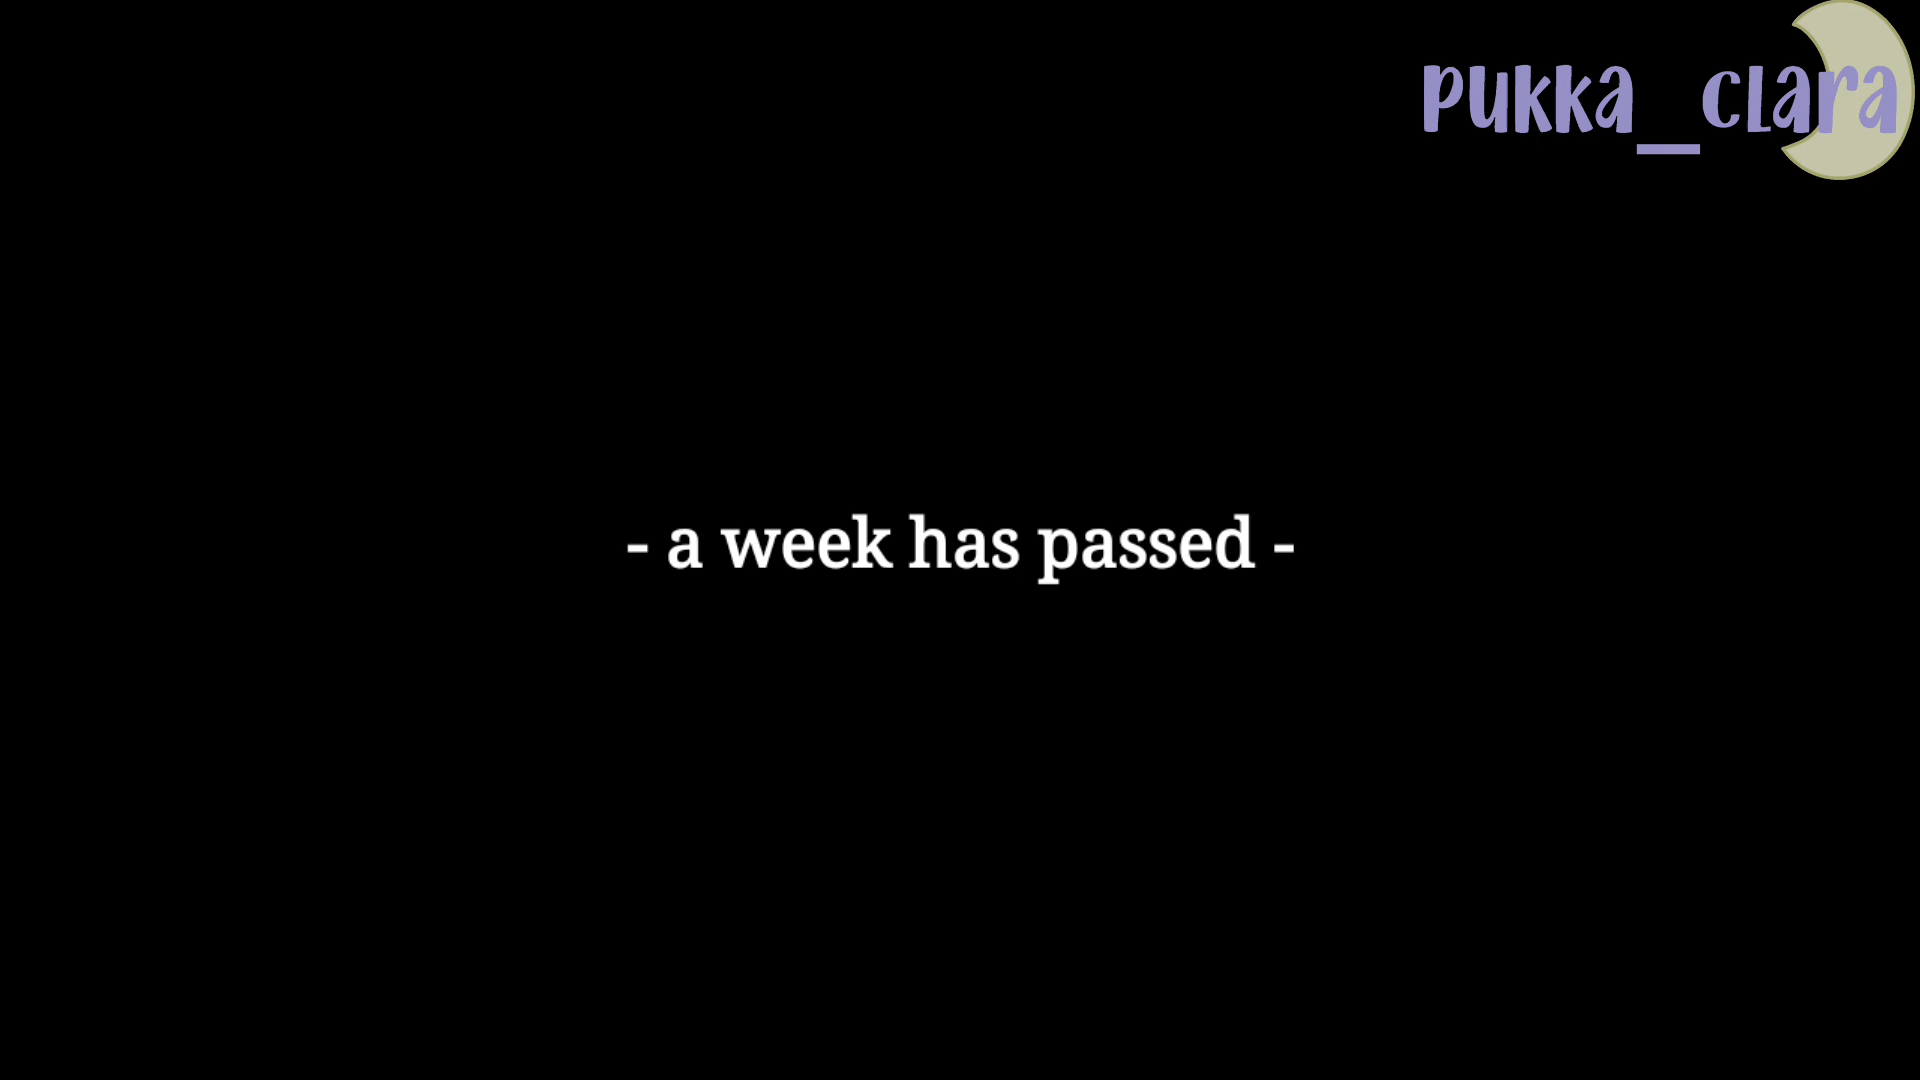 pukka_clara
- a week has passed -